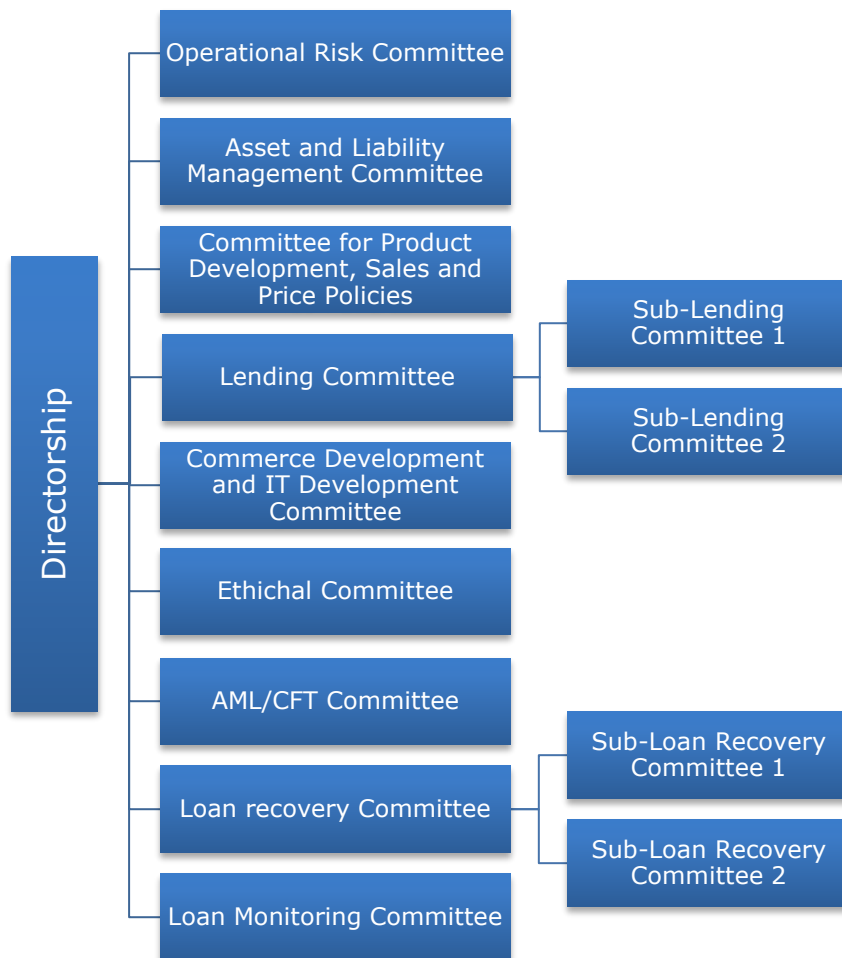 Directorship
Operational Risk Committee
Asset and Liability
Management Committee
Committee for Product
Development, Sales and
Price Policies
Lending Committee
Sub-Lending
Committee 1
Sub-Lending
Committee 2
Commerce Development
and IT Development
Committee
Ethichal Committee
AML/CFT Committee
Loan recovery Committee
Sub-Loan Recovery
Committee 1
Sub-Loan Recovery
Committee 2
Loan Monitoring Committee